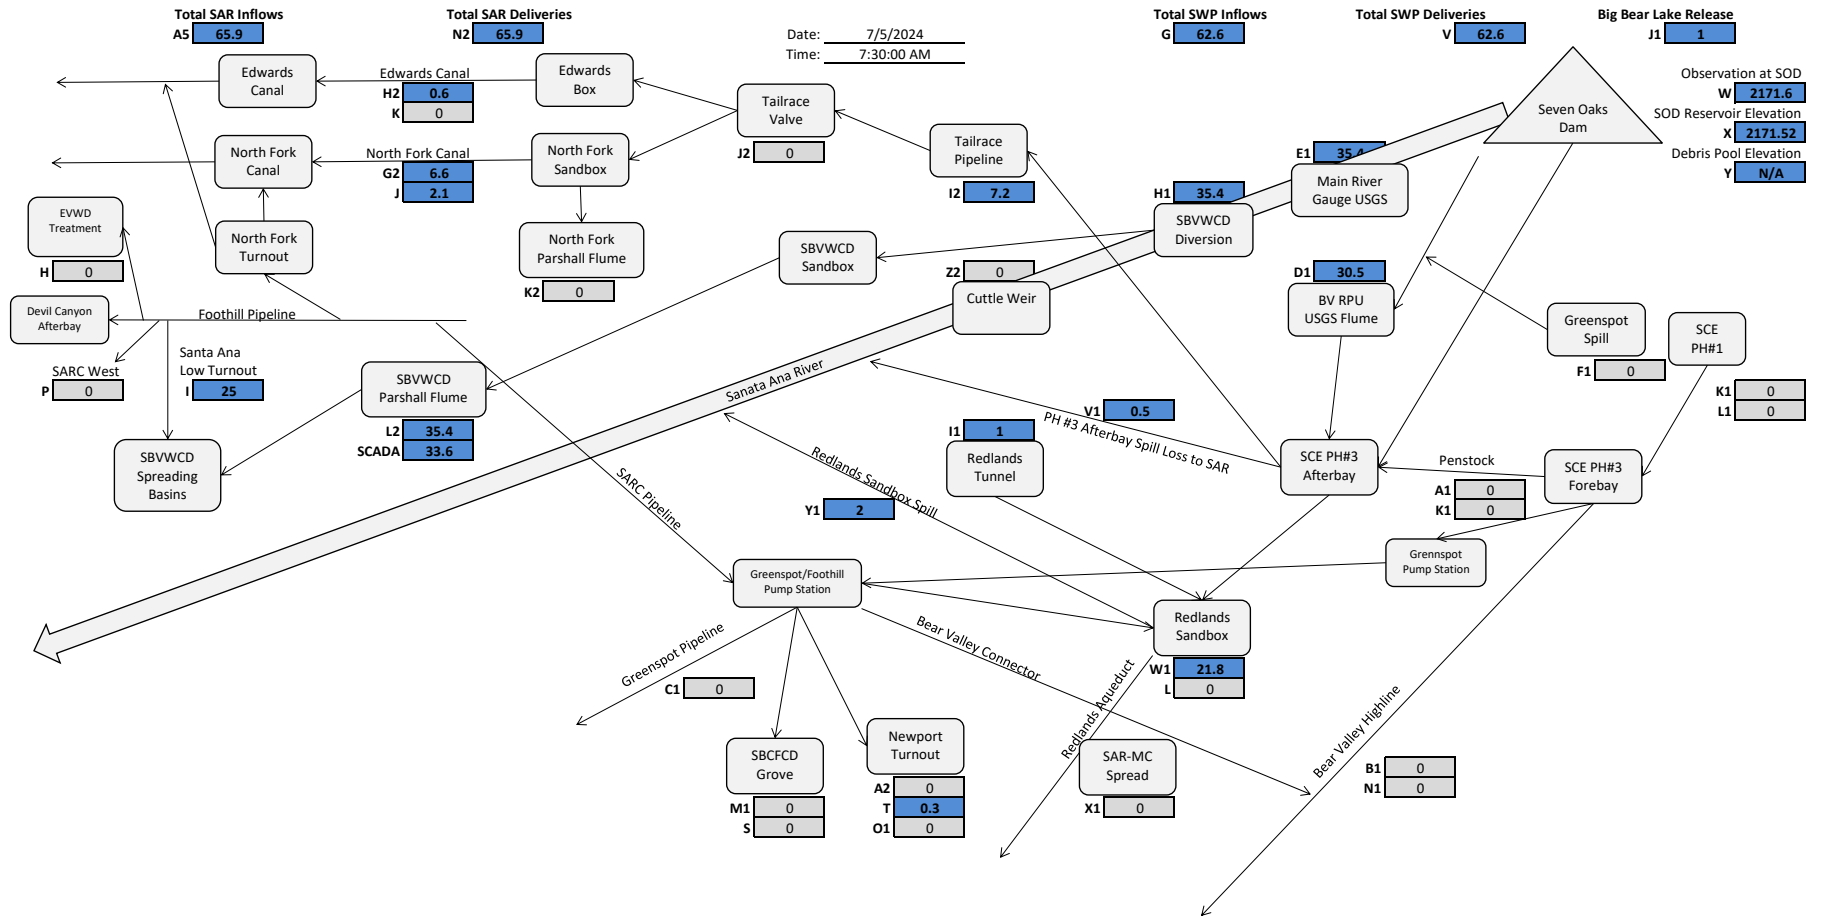 Total SAR Inflows
A5 65.9
Total SAR Deliveries
N2 65.9
Date: 7/5/2024
Time: 7:30:00 AM
Total SWP Inflows
G 62.6
Total SWP Deliveries
V 62.6
Big Bear Lake Release
J1 1
Observation at SOD
W 2171.6
SOD Reservoir Elevation
X 2171.52
Debris Pool Elevation
Y N/A
Seven Oaks
Dam
Edwards
Canal
Edwards Canal
H2 0.6
K 0
Edwards
Box
Tailrace
Valve
J2 0
Tailrace
Pipeline
I2 7.2
E1 35.4
Main River
Gauge USGS
H1 35.4
SBVWCD
Diversion
North Fork
Canal
North Fork Canal
G2 6.6
J 2.1
North Fork
Sandbox
EVWD
Treatment
H 0
North Fork
Turnout
North Fork
Parshall Flume
K2 0
SBVWCD
Sandbox
Z2 0
Cuttle Weir
D1 30.5
BV RPU
USGS Flume
Greenspot
Spill
F1 0
SCE
PH#1
K1 0
L1 0
Devil Canyon
Afterbay
Foothill Pipeline
SARC West
P 0
Santa Ana
Low Turnout
I 25
SBVWCD
Parshall Flume
L2 35.4
SCADA 33.6
Sanata Ana River
V1 0.5
PH #3 Afterbay Spill Loss to SAR
I1 1
Redlands
Tunnel
SCE PH#3
Afterbay
Penstock
A1 0
K1 0
SCE PH#3
Forebay
SBVWCD
Spreading
Basins
SARC Pipeline
Redlands Sandbox Spill
Y1 2
Grennspot
Pump Station
Greenspot/Foothill
Pump Station
Redlands
Sandbox
W1 21.8
L 0
Greenspot Pipeline
C1 0
Bear Valley Connector
Redlands Aqueduct
Bear Valley Highline
SBCFCD
Grove
M1 0
S 0
Newport
Turnout
A2 0
T 0.3
O1 0
SAR-MC
Spread
X1 0
B1 0
N1 0